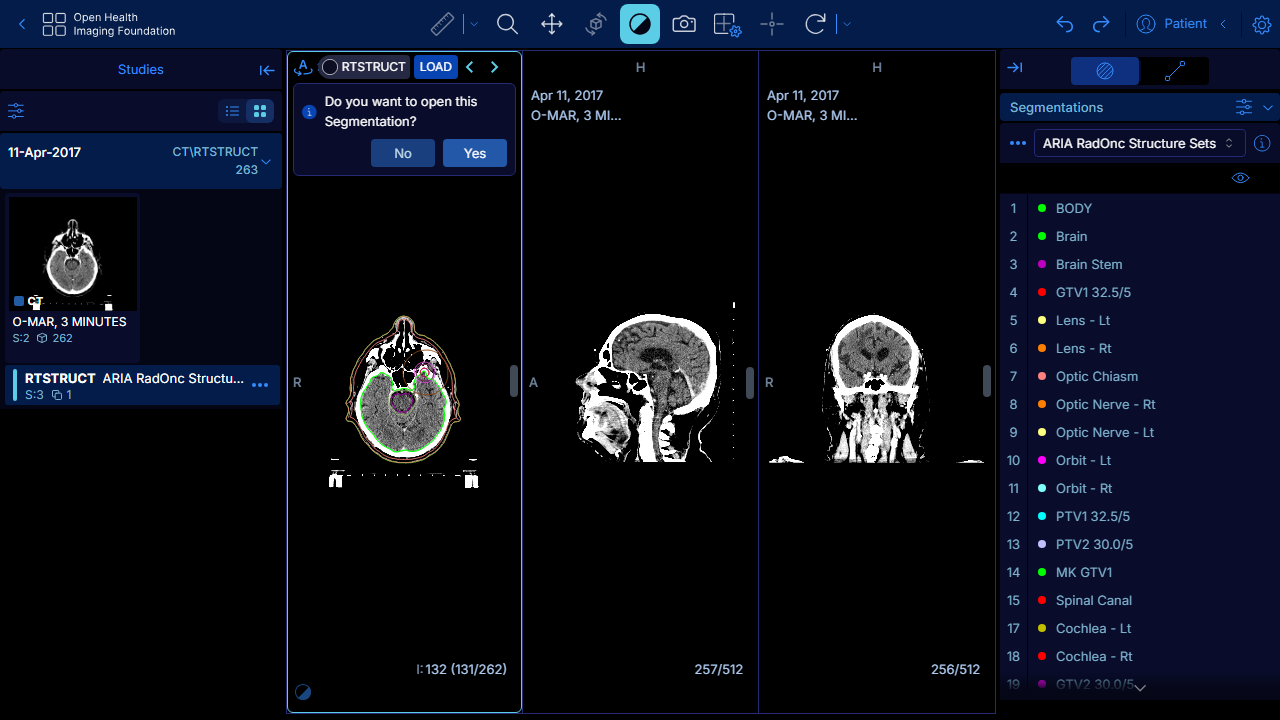 Open Health
Imaging Foundation
Patient
Studies
11-Apr-2017
CT\RTSTRUCT
263
CT
O-MAR, 3 MINUTES
S:2 262
RTSTRUCT ARIA RadOnc Structu...
S:3 1
A
RTSTRUCT LOAD
Do you want to open this
Segmentation?
No Yes
R
I: 132 (131/262)
H
Apr 11, 2017
O-MAR, 3 MI...
A
257/512
H
Apr 11, 2017
O-MAR, 3 MI...
R
256/512
Segmentations
ARIA RadOnc Structure Sets
1 BODY
2 Brain
3 Brain Stem
4 GTV1 32.5/5
5 Lens - Lt
6 Lens - Rt
7 Optic Chiasm
8 Optic Nerve - Rt
9 Optic Nerve - Lt
10 Orbit - Lt
11 Orbit - Rt
12 PTV1 32.5/5
13 PTV2 30.0/5
14 MK GTV1
15 Spinal Canal
17 Cochlea - Lt
18 Cochlea - Rt
19 GTV2 30.0/5